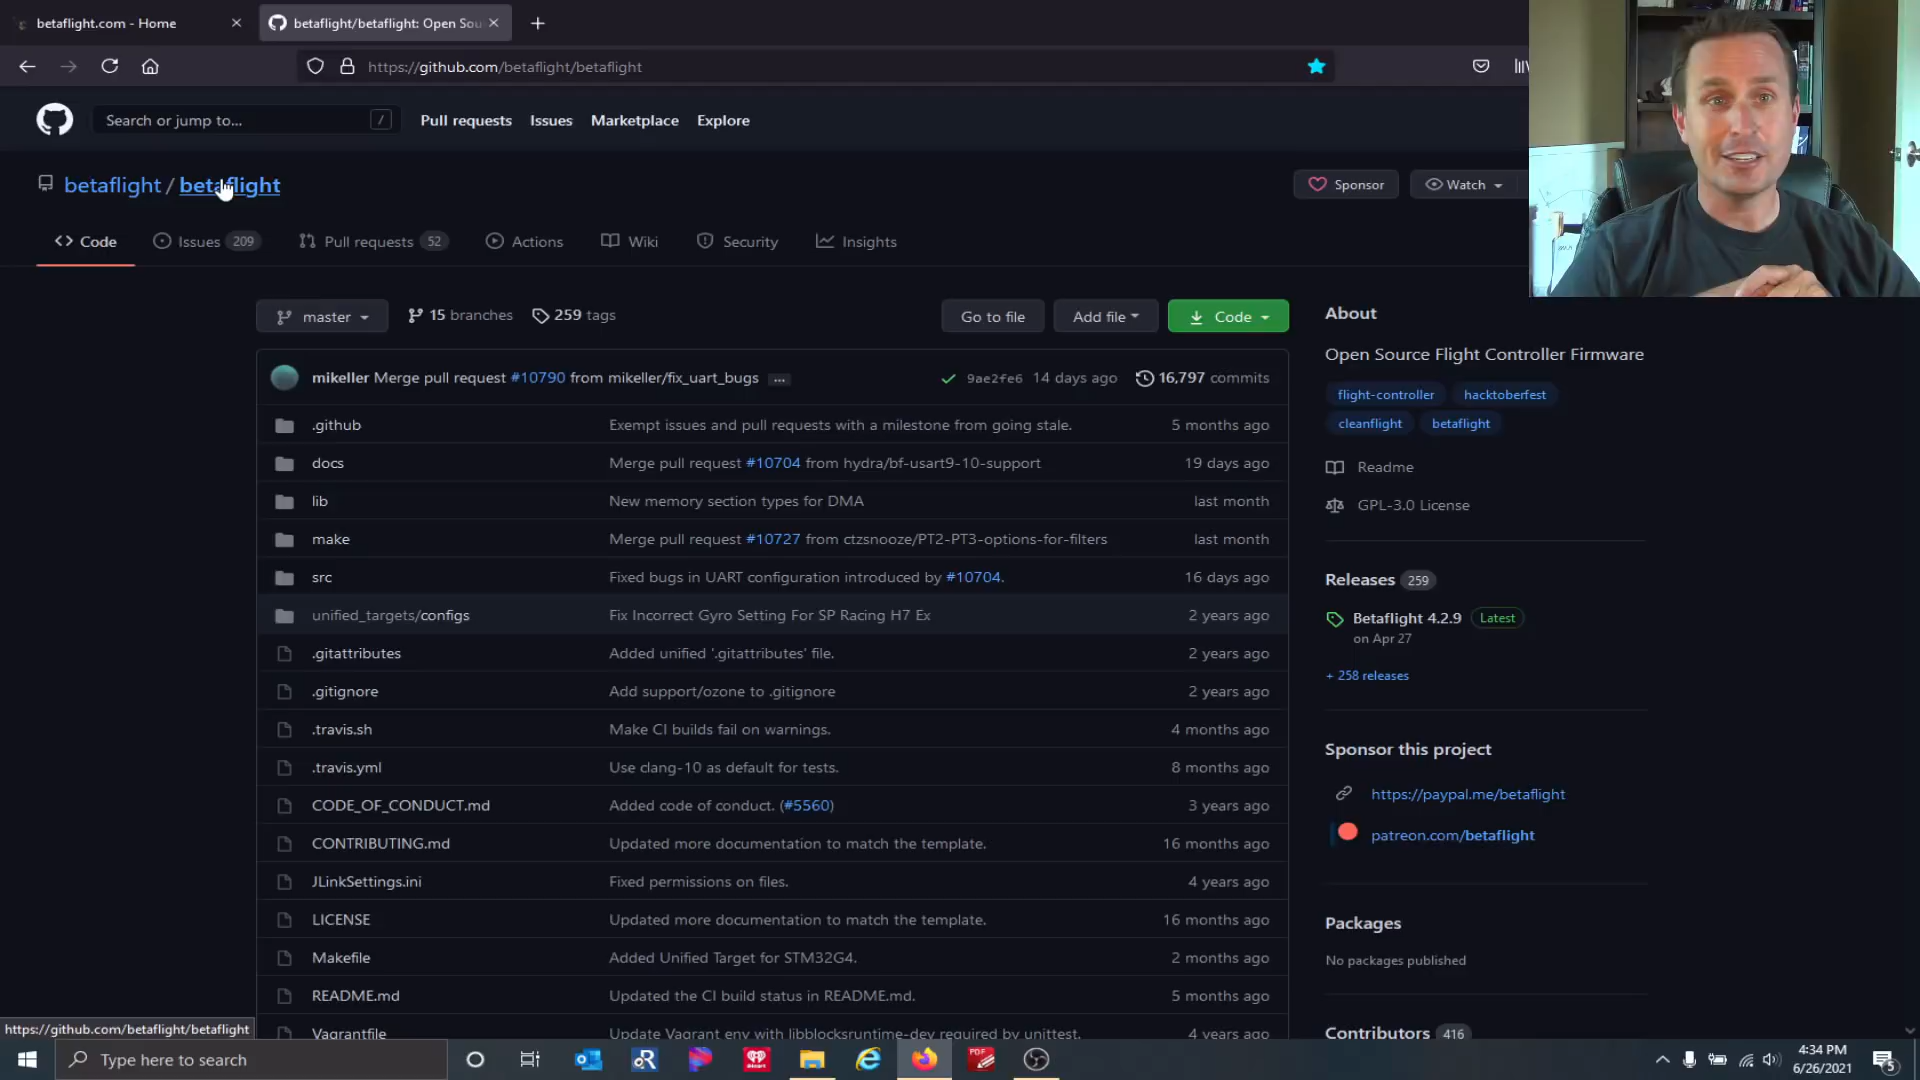 betaflight.com - Home
betaflight/betaflight: Open Sou
https://github.com/betaflight/betaflight
Search or jump to...
/
Pull requests
Issues
Marketplace
Explore
betaflight / betaflight
Sponsor
Watch
Code
Issues 209
Pull requests 52
Actions
Wiki
Security
Insights
master
15 branches
259 tags
Go to file
Add file
Code
mikeller Merge pull request #10790 from mikeller/fix_uart_bugs ...
9ae2fe6 14 days ago
16,797 commits
.github Exempt issues and pull requests with a milestone from going stale. 5 months ago
docs Merge pull request #10704 from hydra/bf-usart9-10-support 19 days ago
lib New memory section types for DMA last month
make Merge pull request #10727 from ctzsnooze/PT2-PT3-options-for-filters last month
src Fixed bugs in UART configuration introduced by #10704. 16 days ago
unified_targets/configs Fix Incorrect Gyro Setting For SP Racing H7 Ex 2 years ago
.gitattributes Added unified '.gitattributes' file. 2 years ago
.gitignore Add support/ozone to .gitignore 2 years ago
.travis.sh Make CI builds fail on warnings. 4 months ago
.travis.yml Use clang-10 as default for tests. 8 months ago
CODE_OF_CONDUCT.md Added code of conduct. (#5560) 3 years ago
CONTRIBUTING.md Updated more documentation to match the template. 16 months ago
JLinkSettings.ini Fixed permissions on files. 4 years ago
LICENSE Updated more documentation to match the template. 16 months ago
Makefile Added Unified Target for STM32G4. 2 months ago
README.md Updated the CI build status in README.md. 5 months ago
Vagrantfile Update Vagrant env with libblocksruntime-dev required by unittest. 4 years ago
About
Open Source Flight Controller Firmware
flight-controller hacktoberfest
cleanflight betaflight
Readme
GPL-3.0 License
Releases 259
Betaflight 4.2.9 Latest
on Apr 27
+ 258 releases
Sponsor this project
https://paypal.me/betaflight
patreon.com/betaflight
Packages
No packages published
Contributors 416
https://github.com/betaflight/betaflight
Type here to search
R
iHeart
PDF
4:34 PM
6/26/2021
5